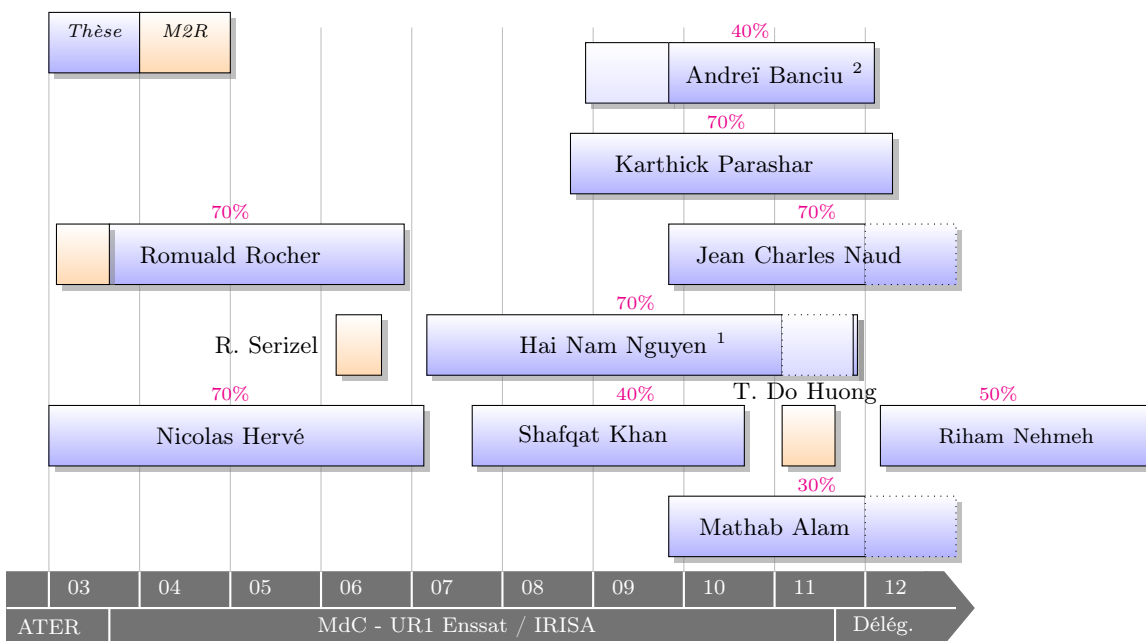 Thèse M2R
40%
Andreï Banciu ²
70%
Karthick Parashar
70% 70%
Romuald Rocher Jean Charles Naud
70%
R. Serizel Hai Nam Nguyen ¹
T. Do Huong
70% 40% 50%
Nicolas Hervé Shafqat Khan Riham Nehmeh
30%
Mathab Alam
03 04 05 06 07 08 09 10 11 12
ATER MdC - UR1 Enssat / IRISA Délég.